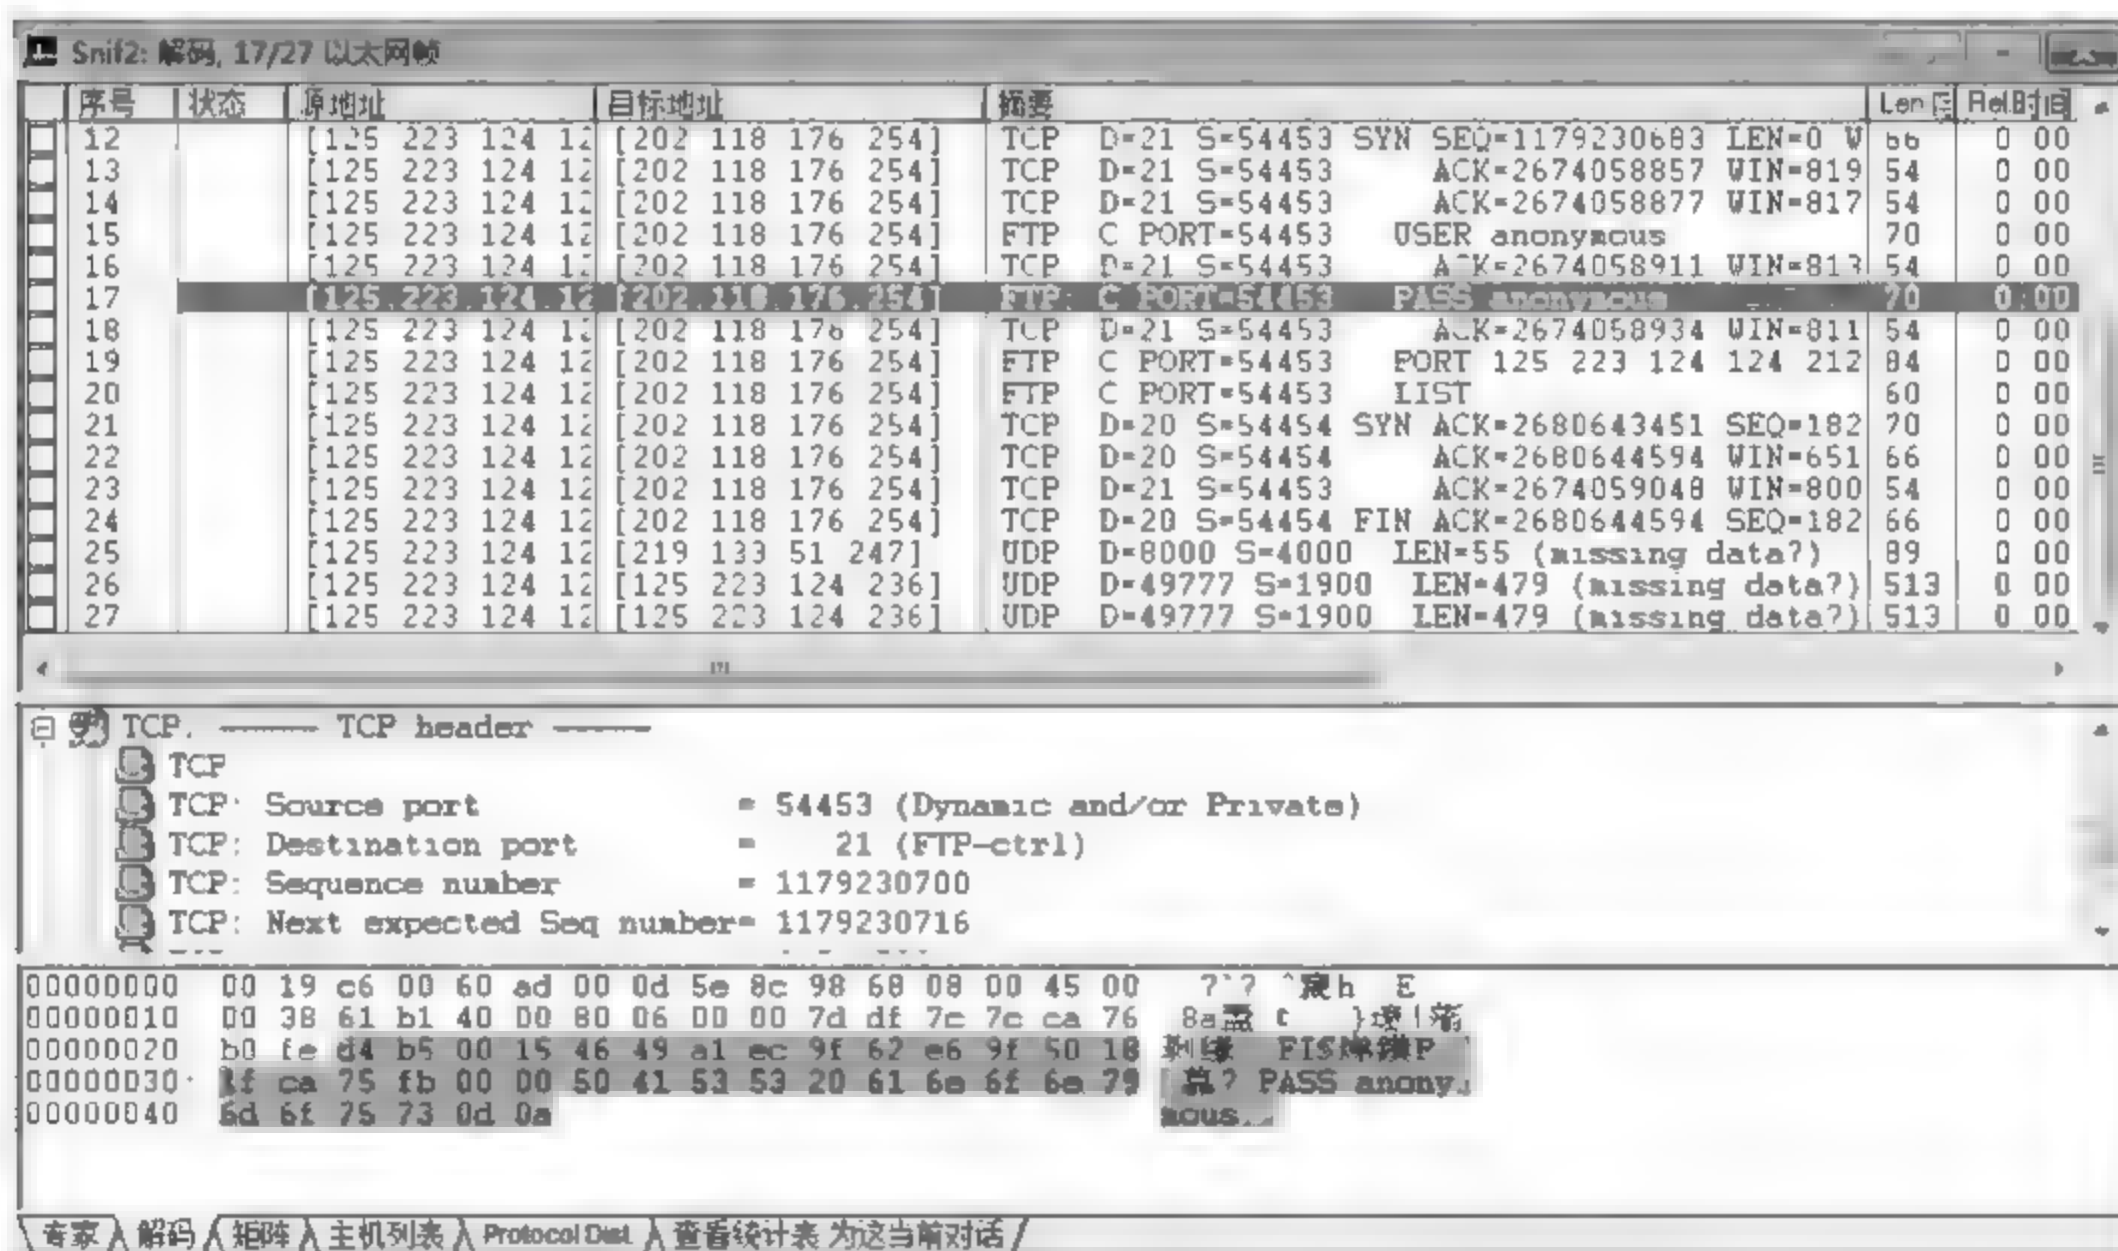 Snif2: 解码, 17/27 以太网帧
序号 状态 原地址 目标地址 摘要 Len Rel.时间
12 [125 223 124 12 [202 118 176 254] TCP D=21 S=54453 SYN SEQ=1179230683 LEN=0 W 66 0 00
13 [125 223 124 12 [202 118 176 254] TCP D=21 S=54453 ACK=2674058857 WIN=819 54 0 00
14 [125 223 124 12 [202 118 176 254] TCP D=21 S=54453 ACK=2674058877 WIN=817 54 0 00
15 [125 223 124 12 [202 118 176 254] FTP C PORT=54453 USER anonymous 70 0 00
16 [125 223 124 12 [202 118 176 254] TCP D=21 S=54453 ACK=2674058911 WIN=813 54 0 00
17 [125.223.124.12 [202.118.176.254] FTP: C PORT=54453 PASS anonymous 70 0:00
18 [125 223 124 12 [202 118 176 254] TCP D=21 S=54453 ACK=2674058934 WIN=811 54 0 00
19 [125 223 124 12 [202 118 176 254] FTP C PORT=54453 PORT 125 223 124 124 212 84 0 00
20 [125 223 124 12 [202 118 176 254] FTP C PORT=54453 LIST 60 0 00
21 [125 223 124 12 [202 118 176 254] TCP D=20 S=54454 SYN ACK=2680643451 SEQ=182 70 0 00
22 [125 223 124 12 [202 118 176 254] TCP D=20 S=54454 ACK=2680644594 WIN=651 66 0 00
23 [125 223 124 12 [202 118 176 254] TCP D=21 S=54453 ACK=2674059048 WIN=800 54 0 00
24 [125 223 124 12 [202 118 176 254] TCP D=20 S=54454 FIN ACK=2680644594 SEQ=182 66 0 00
25 [125 223 124 12 [219 133 51 247] UDP D=8000 S=4000 LEN=55 (missing data?) 89 0 00
26 [125 223 124 12 [125 223 124 236] UDP D=49777 S=1900 LEN=479 (missing data?) 513 0 00
27 [125 223 124 12 [125 223 124 236] UDP D=49777 S=1900 LEN=479 (missing data?) 513 0 00
TCP. ------ TCP header ------
TCP
TCP: Source port = 54453 (Dynamic and/or Private)
TCP: Destination port = 21 (FTP-ctrl)
TCP: Sequence number = 1179230700
TCP: Next expected Seq number= 1179230716
00000000 00 19 c6 00 60 ad 00 0d 5e 8c 98 68 08 00 45 00 ?`? ^h E
00000010 00 38 61 b1 40 00 80 06 00 00 7d df 7c 7c ca 76 8a
00000020 b0 fe d4 b5 00 15 46 49 a1 ec 9f 62 e6 9f 50 18
00000030 1f ca 75 fb 00 00 50 41 53 53 20 61 6e 6f 6e 79 ? PASS anony
00000040 6d 6f 75 73 0d 0a mous..
专家 解码 矩阵 主机列表 Protocol Dist. 查看统计表 为这当前对话